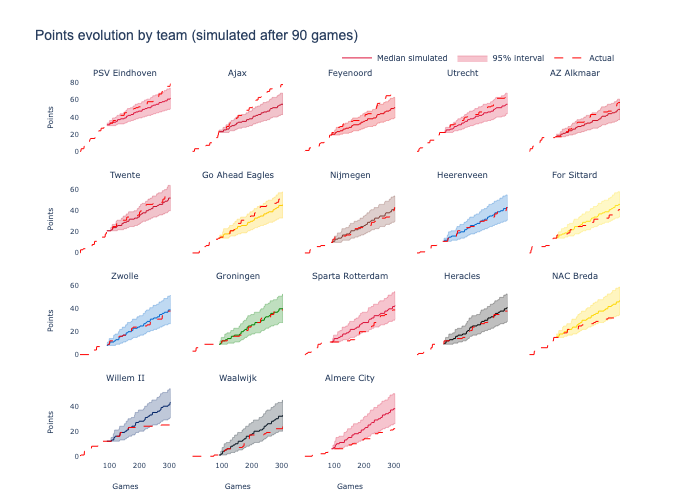 Points evolution by team (simulated after 90 games)
Median simulated 95% interval Actual
PSV Eindhoven Ajax Feyenoord Utrecht AZ Alkmaar
80
60
40
20
0
Points
Twente Go Ahead Eagles Nijmegen Heerenveen For Sittard
60
40
20
0
Points
Zwolle Groningen Sparta Rotterdam Heracles NAC Breda
60
40
20
0
Points
Willem II Waalwijk Almere City
40
20
0
Points
100 200 300 100 200 300 100 200 300
Games Games Games